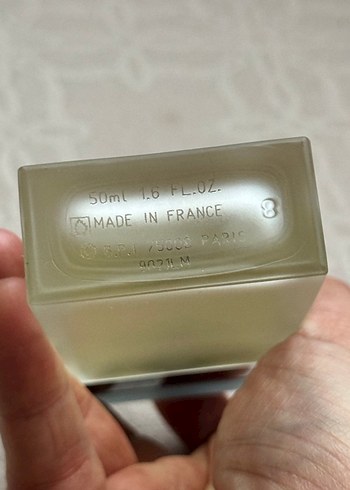 50ml 1.6 FL.OZ.
MADE IN FRANCE 8
75008 PARIS